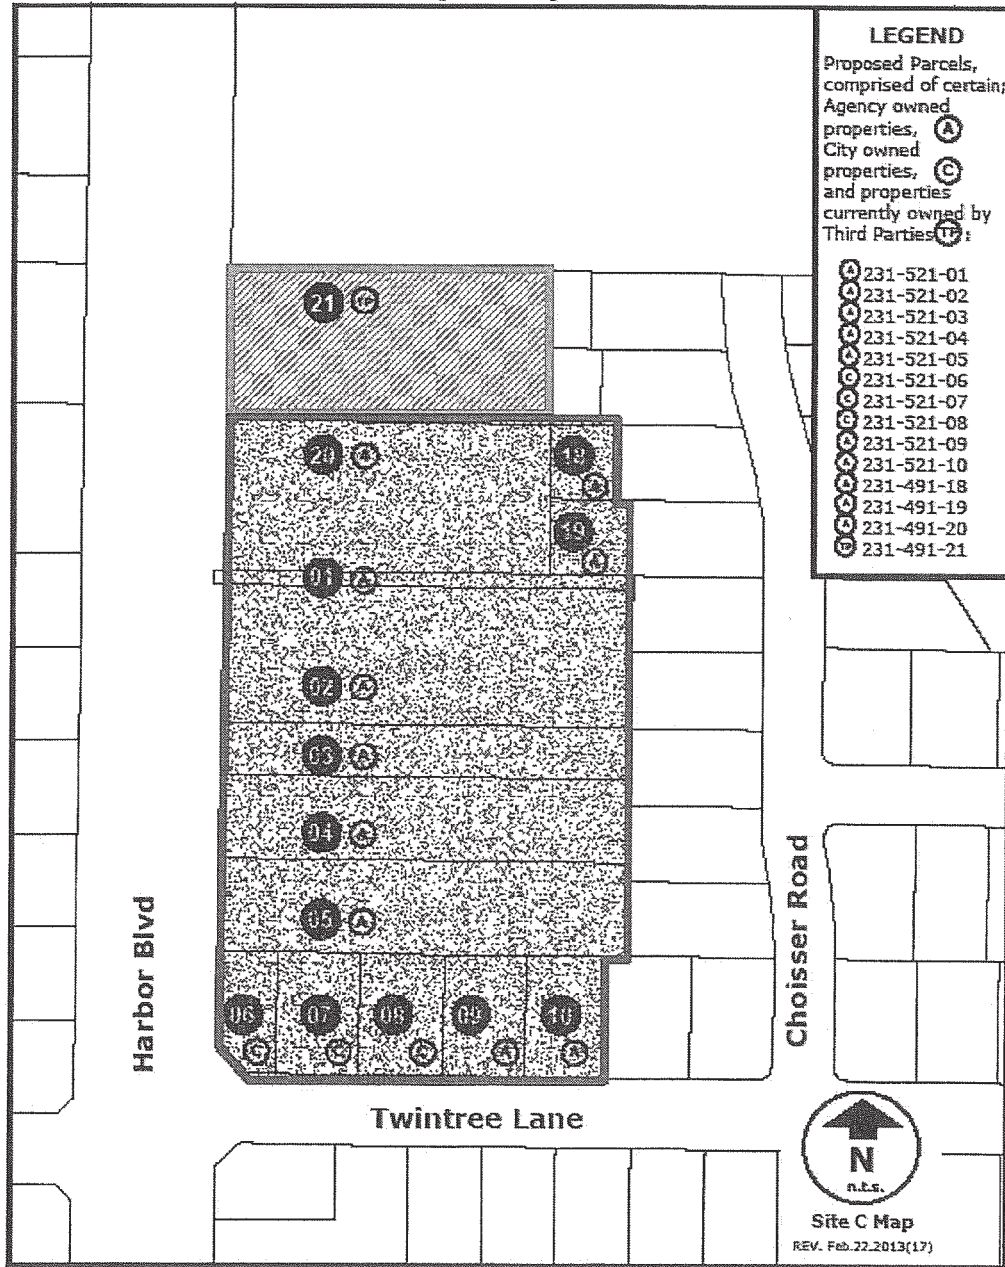 LEGEND
Proposed Parcels,
comprised of certain;
Agency owned
properties, A
City owned
properties, C
and properties
currently owned by
Third Parties TP :
A 231-521-01
A 231-521-02
A 231-521-03
A 231-521-04
A 231-521-05
C 231-521-06
C 231-521-07
C 231-521-08
A 231-521-09
A 231-521-10
A 231-491-18
A 231-491-19
A 231-491-20
TP 231-491-21
21 TP
20 A
18 A
19 A
01 A
02 A
03 A
04 A
05 A
06 07 08 09 10
C C C A A
Harbor Blvd
Choisser Road
Twintree Lane
N
n.t.s.
Site C Map
REV. Feb.22.2013(17)